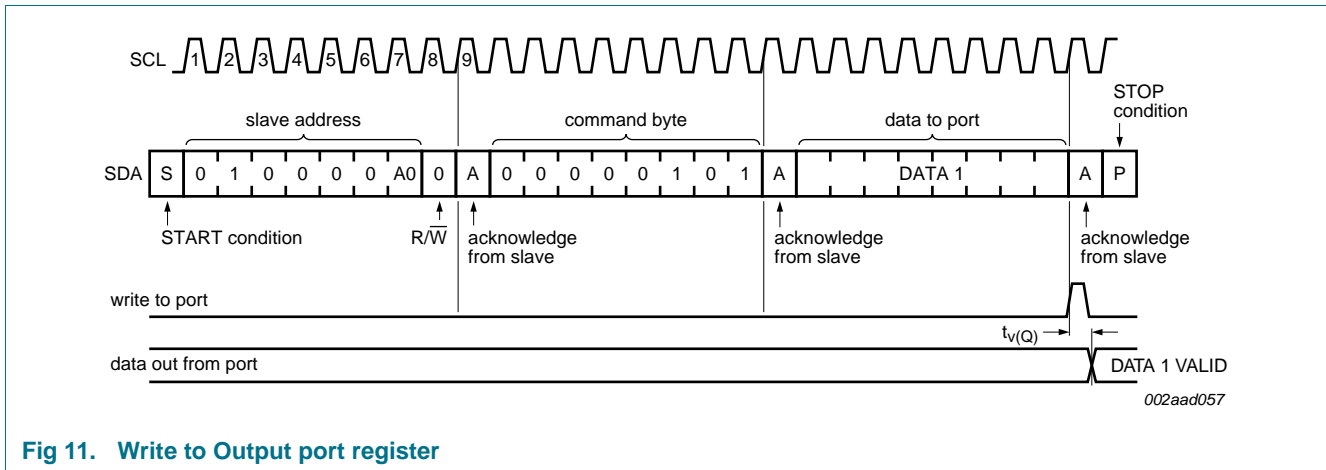 SCL 1 2 3 4 5 6 7 8 9
STOP
condition
slave address command byte data to port
SDA S 0 1 0 0 0 0 A0 0 A 0 0 0 0 0 1 0 1 A DATA 1 A P
START condition R/W acknowledge
from slave acknowledge
from slave acknowledge
from slave
write to port
tv(Q)
data out from port DATA 1 VALID
002aad057
Fig 11. Write to Output port register